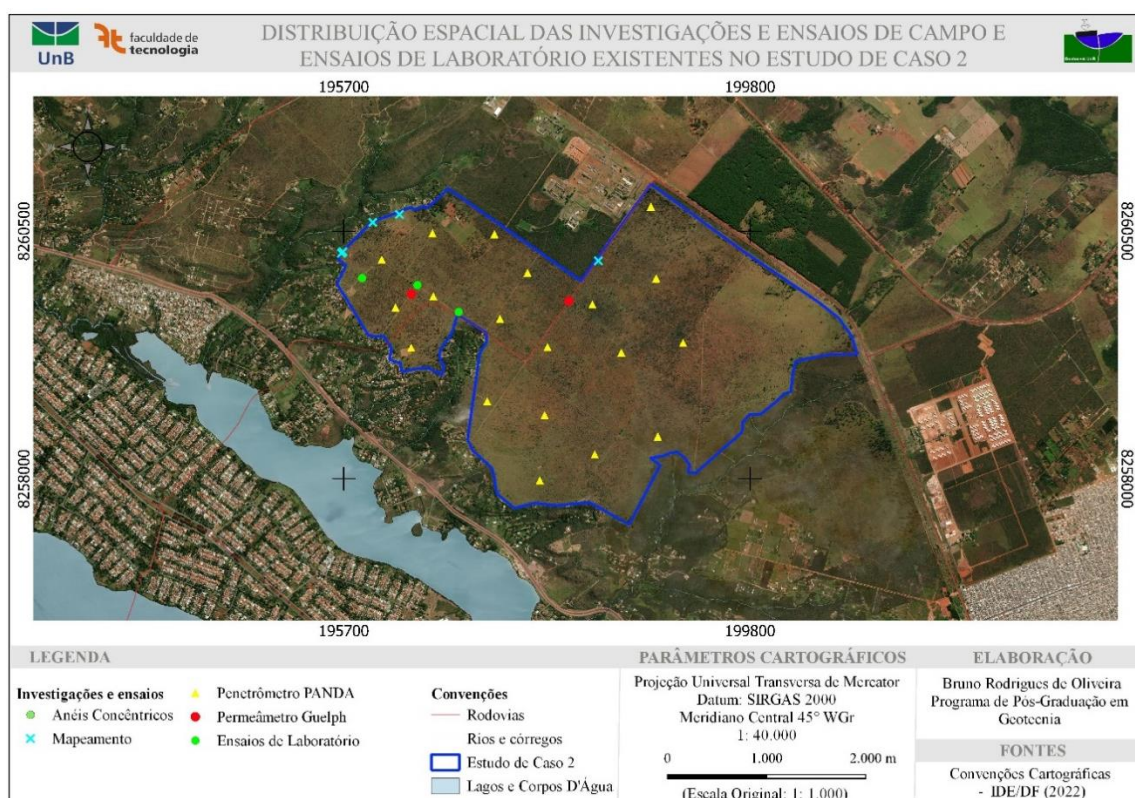 UnB
faculdade de
tecnologia
DISTRIBUIÇÃO ESPACIAL DAS INVESTIGAÇÕES E ENSAIOS DE CAMPO E
ENSAIOS DE LABORATÓRIO EXISTENTES NO ESTUDO DE CASO 2
195700
199800
8260500
8260500
8258000
8258000
195700
199800
LEGENDA
Investigações e ensaios
Anéis Concêntricos
Mapeamento
Penetrômetro PANDA
Permeâmetro Guelph
Ensaios de Laboratório
Convenções
Rodovias
Rios e córregos
Estudo de Caso 2
Lagos e Corpos D'Água
PARÂMETROS CARTOGRÁFICOS
Projeção Universal Transversa de Mercator
Datum: SIRGAS 2000
Meridiano Central 45° WGr
1: 40.000
0 1.000 2.000 m
(Escala Original: 1: 1.000)
ELABORAÇÃO
Bruno Rodrigues de Oliveira
Programa de Pós-Graduação em
Geotecnia
FONTES
Convenções Cartográficas
- IDE/DF (2022)